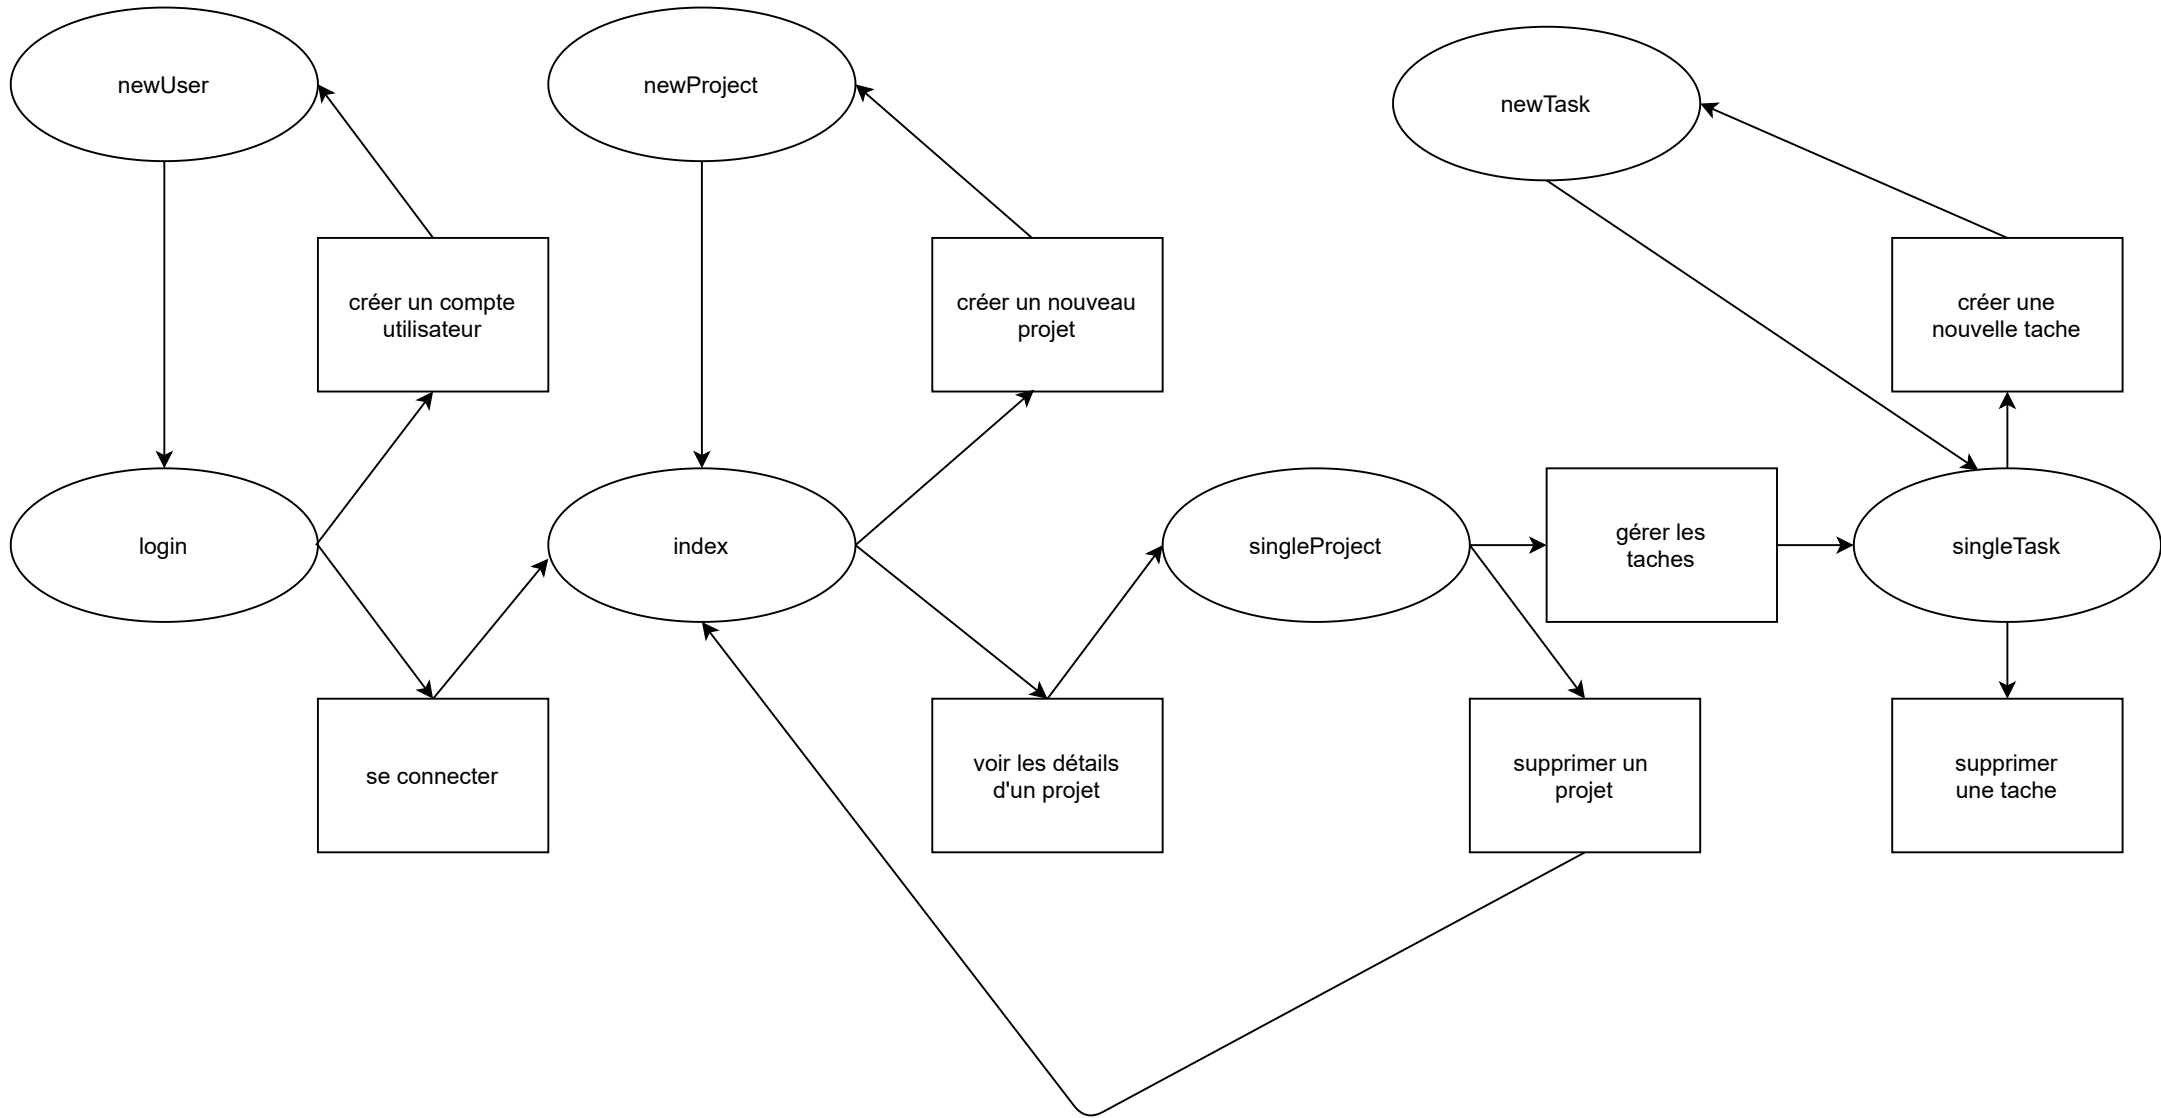 newUser
newProject
newTask
créer un compte
utilisateur
créer un nouveau
projet
créer une
nouvelle tache
login
index
singleProject
gérer les
taches
singleTask
se connecter
voir les détails
d'un projet
supprimer un
projet
supprimer
une tache